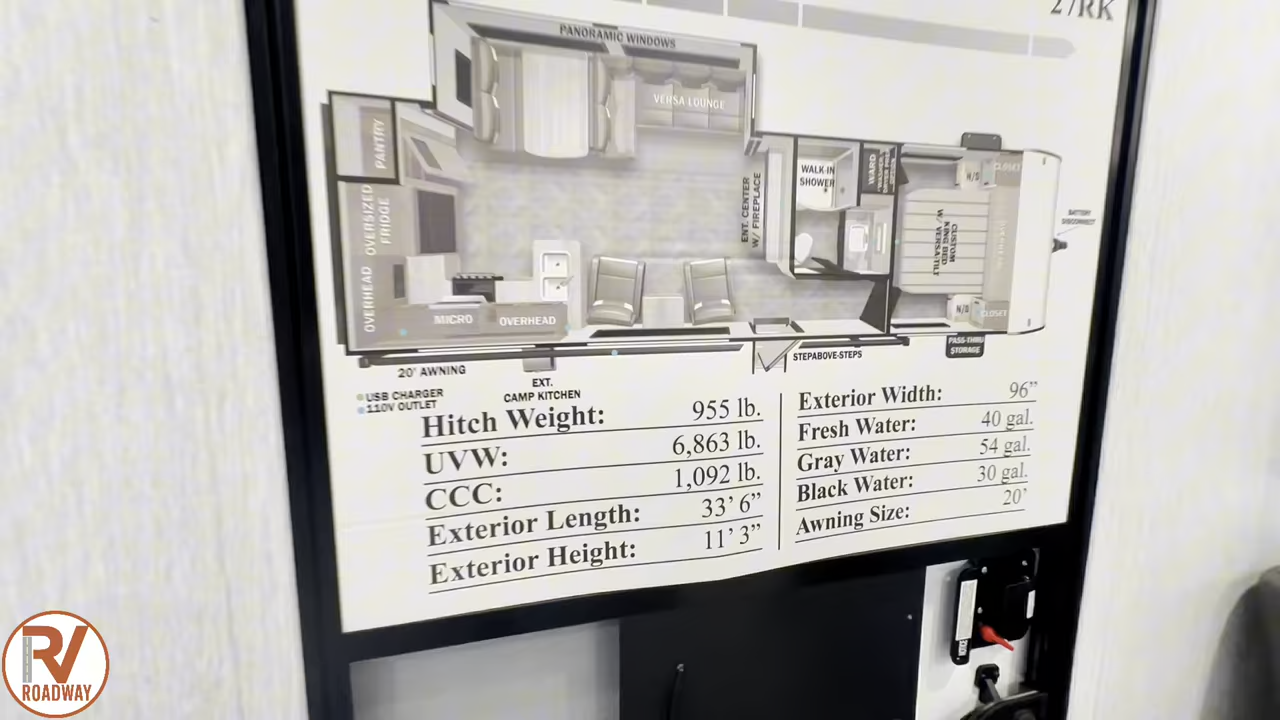 27RK
PANORAMIC WINDOWS
VERSA LOUNGE
PANTRY
OVERSIZED
FRIDGE
OVERHEAD
MICRO
OVERHEAD
ENT. CENTER
W/ FIREPLACE
WALK-IN
SHOWER
WARD
N/S
CLOSET
CUSTOM
KING BED
W/ VERSA-TILT
N/S
CLOSET
BATTERY
DISCONNECT
PASS-THRU
STORAGE
STEPABOVE-STEPS
20' AWNING
EXT.
CAMP KITCHEN
USB CHARGER
110V OUTLET
Hitch Weight: 955 lb.
UVW: 6,863 lb.
CCC: 1,092 lb.
Exterior Length: 33' 6"
Exterior Height: 11' 3"
Exterior Width: 96"
Fresh Water: 40 gal.
Gray Water: 54 gal.
Black Water: 30 gal.
Awning Size: 20'
RV
ROADWAY